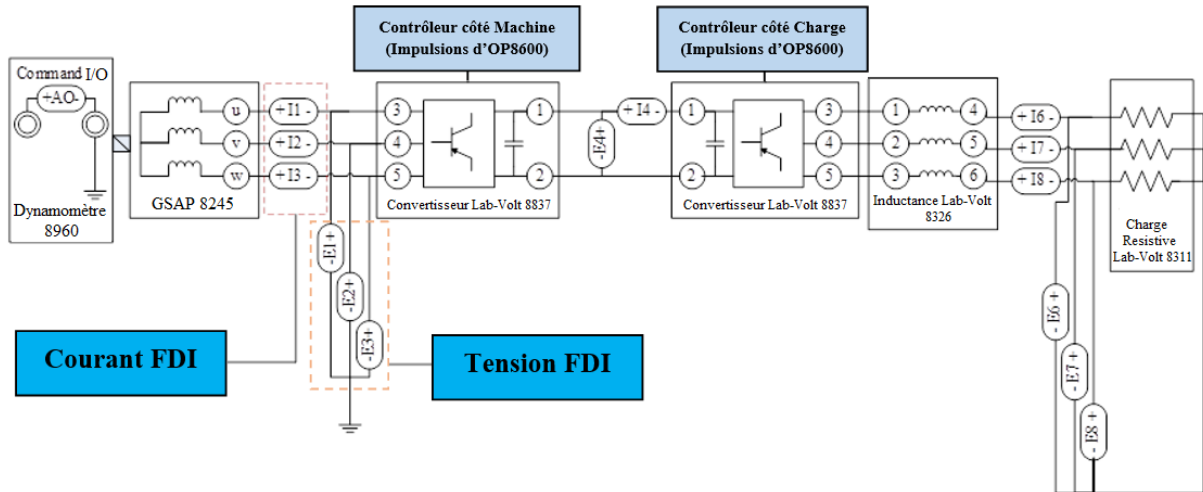 Contrôleur côté Machine
(Impulsions d'OP8600)
Contrôleur côté Charge
(Impulsions d'OP8600)
Command I/O
+AO-
Dynamomètre
8960
u
v
w
GSAP 8245
+I1-
+I2-
+I3-
3
4
5
1
2
Convertisseur Lab-Volt 8837
-E4+
+ I4 -
1
2
3
4
5
Convertisseur Lab-Volt 8837
1
2
3
4
5
6
Inductance Lab-Volt
8326
+ I6 -
+ I7 -
+ I8 -
Charge
Resistive
Lab-Volt 8311
-E1+
-E2+
-E3+
- E6 +
- E7 +
- E8 +
Courant FDI
Tension FDI